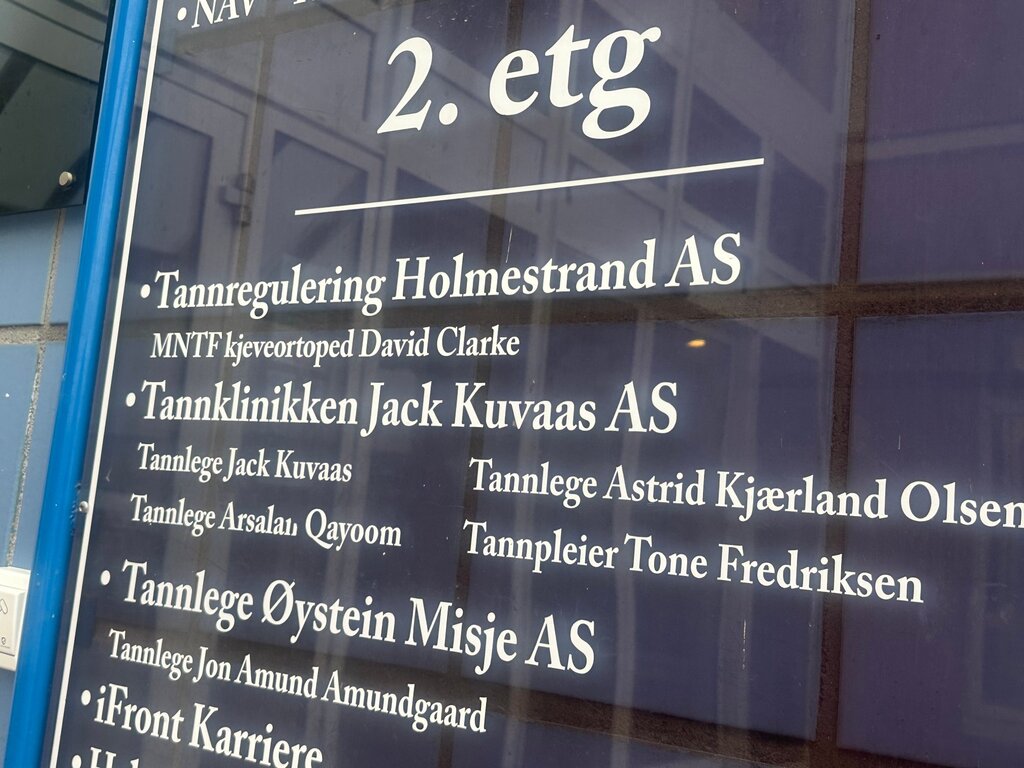 • NAV
2. etg
• Tannregulering Holmestrand AS
MNTF kjeveortoped David Clarke
• Tannklinikken Jack Kuvaas AS
Tannlege Jack Kuvaas Tannlege Astrid Kjærland Olsen
Tannlege Arsalan Qayoom Tannpleier Tone Fredriksen
• Tannlege Øystein Misje AS
Tannlege Jon Amund Amundgaard
• iFront Karriere